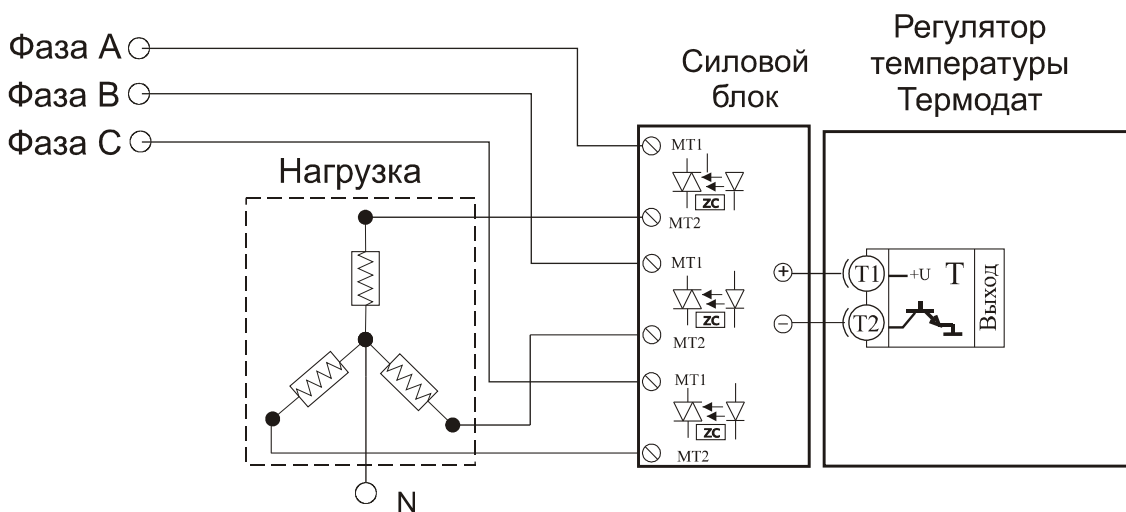 Фаза A
Фаза B
Фаза C
Нагрузка
N
Силовой
блок
MT1
ZC
MT2
MT1
ZC
MT2
MT1
ZC
MT2
+
−
Регулятор
температуры
Термодат
T1
+U
T
T2
Выход